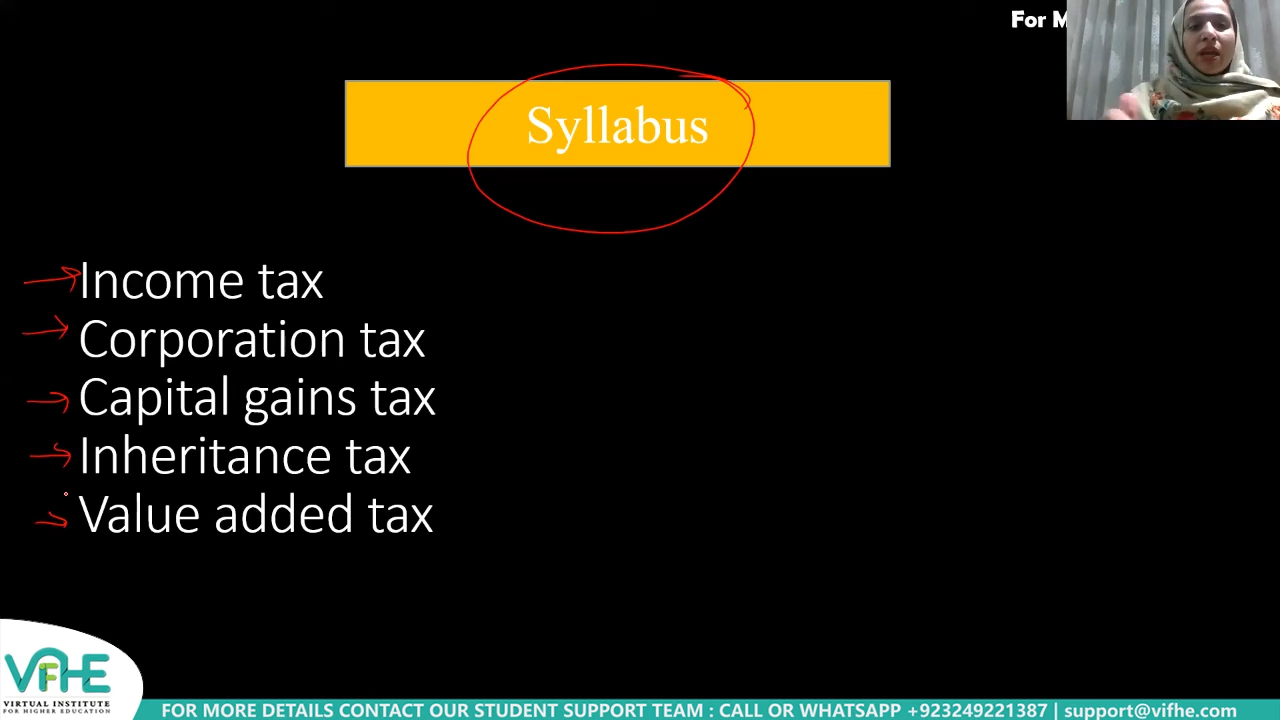 For M
Syllabus
Income tax
Corporation tax
Capital gains tax
Inheritance tax
Value added tax
VIFHE
VIRTUAL INSTITUTE
FOR HIGHER EDUCATION
FOR MORE DETAILS CONTACT OUR STUDENT SUPPORT TEAM : CALL OR WHATSAPP +923249221387 | support@vifhe.com